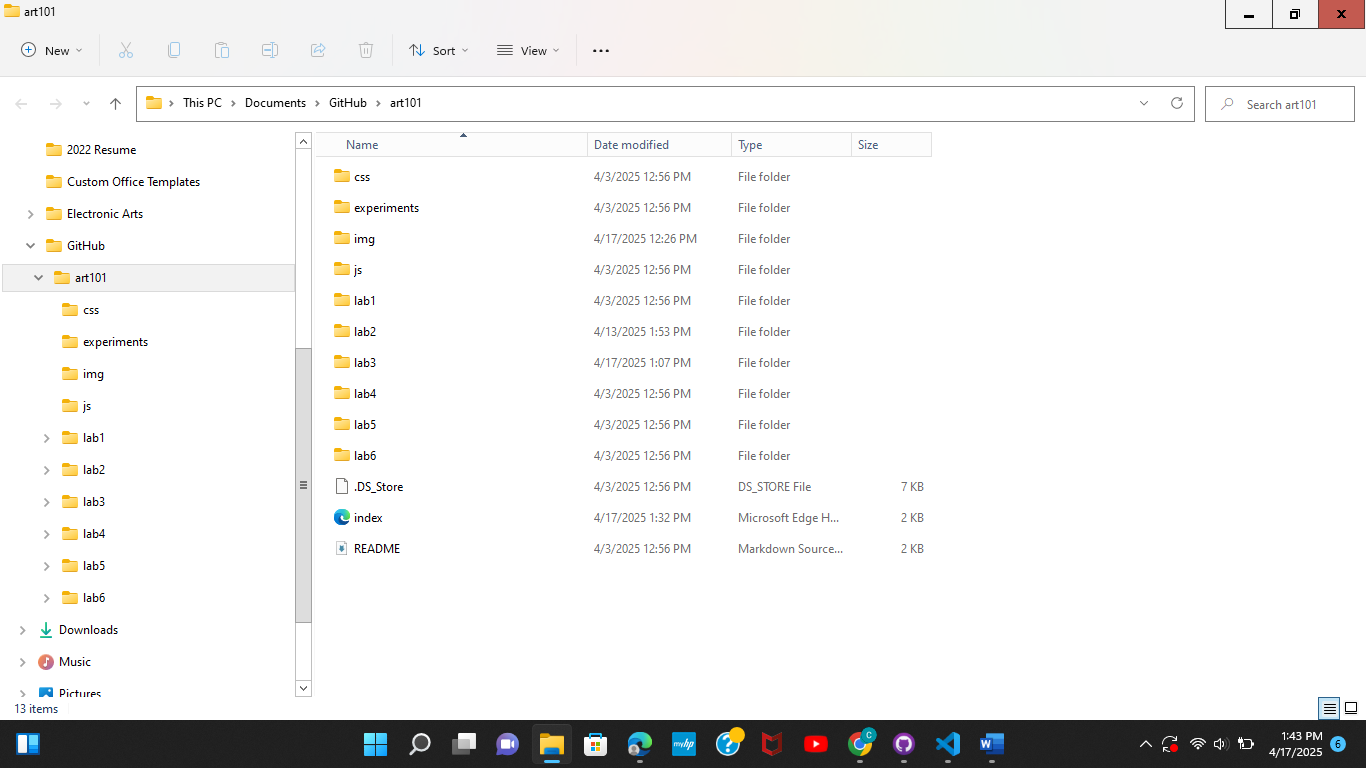 art101
New Sort View
This PC Documents GitHub art101 Search art101
2022 Resume
Custom Office Templates
Electronic Arts
GitHub
art101
css
experiments
img
js
lab1
lab2
lab3
lab4
lab5
lab6
Downloads
Music
Pictures
Name Date modified Type Size
css 4/3/2025 12:56 PM File folder
experiments 4/3/2025 12:56 PM File folder
img 4/17/2025 12:26 PM File folder
js 4/3/2025 12:56 PM File folder
lab1 4/3/2025 12:56 PM File folder
lab2 4/13/2025 1:53 PM File folder
lab3 4/17/2025 1:07 PM File folder
lab4 4/3/2025 12:56 PM File folder
lab5 4/3/2025 12:56 PM File folder
lab6 4/3/2025 12:56 PM File folder
.DS_Store 4/3/2025 12:56 PM DS_STORE File 7 KB
index 4/17/2025 1:32 PM Microsoft Edge H... 2 KB
README 4/3/2025 12:56 PM Markdown Source... 2 KB
13 items
myhp ? C W
1:43 PM
4/17/2025 6